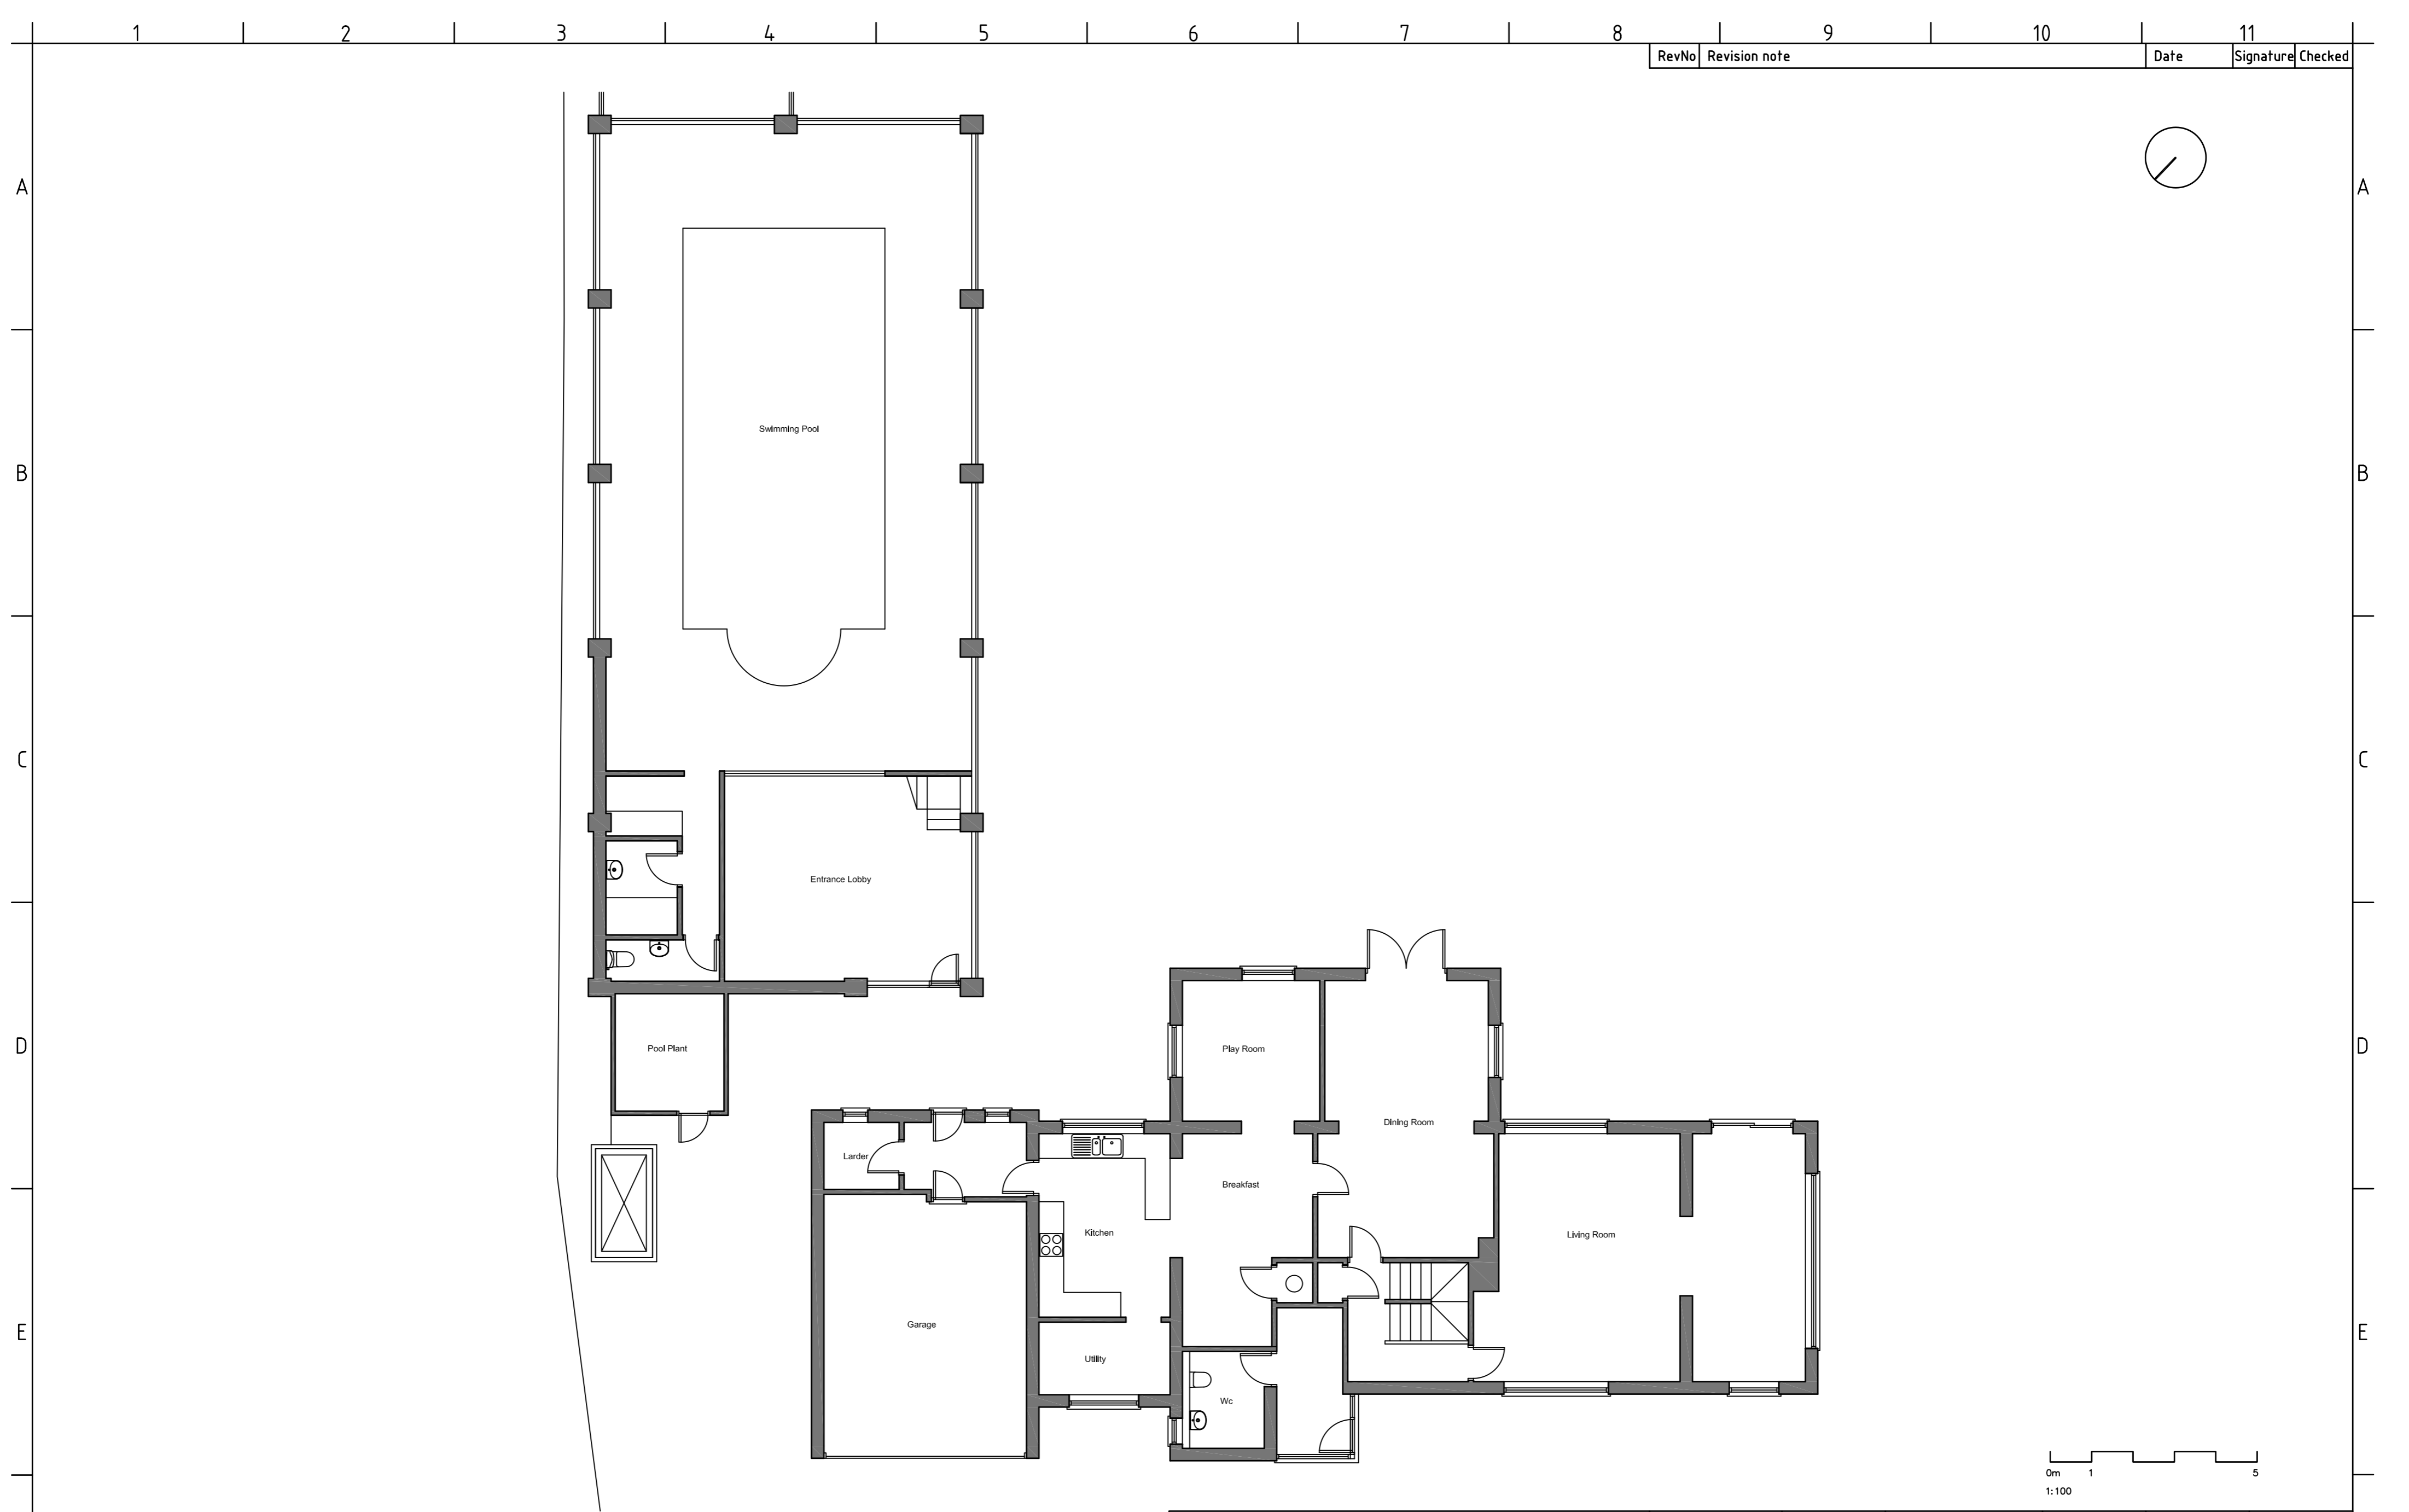 1 2 3 4 5 6 7 8 9 10 11
RevNo Revision note Date Signature Checked
A A
Swimming Pool
B B
C C
Entrance Lobby
D D
Pool Plant
Play Room
Dining Room
Larder
Breakfast
Kitchen
Living Room
Garage
E E
Utility
Wc
0m 1 5
1:100